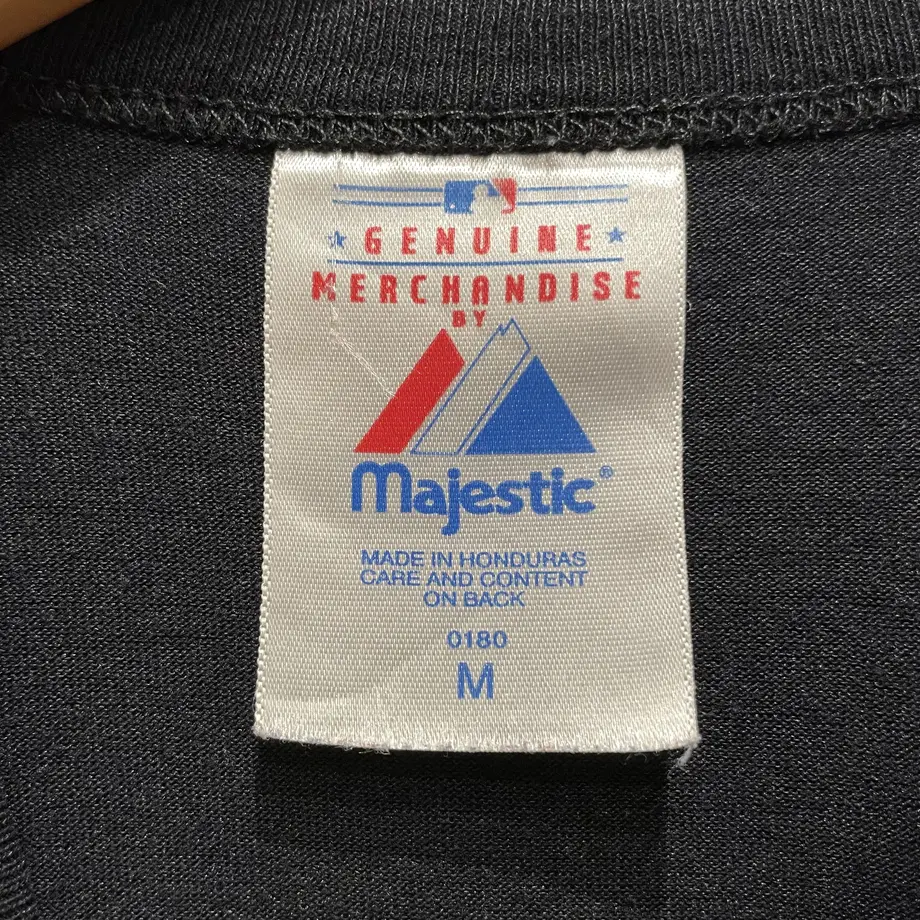 GENUINE
MERCHANDISE
BY
Majestic®
MADE IN HONDURAS
CARE AND CONTENT
ON BACK
0180
M